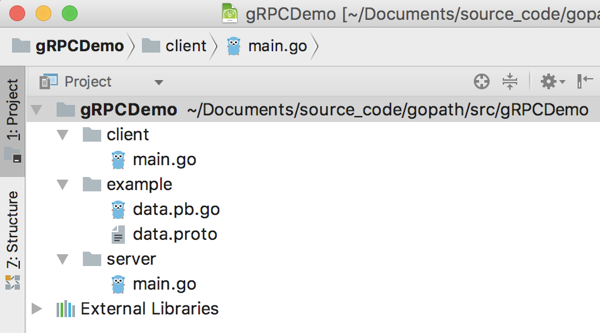 gRPCDemo [~/Documents/source_code/gopa
gRPCDemo client main.go
Project
1: Project
gRPCDemo ~/Documents/source_code/gopath/src/gRPCDemo
client
main.go
example
data.pb.go
data.proto
Z: Structure
server
main.go
External Libraries